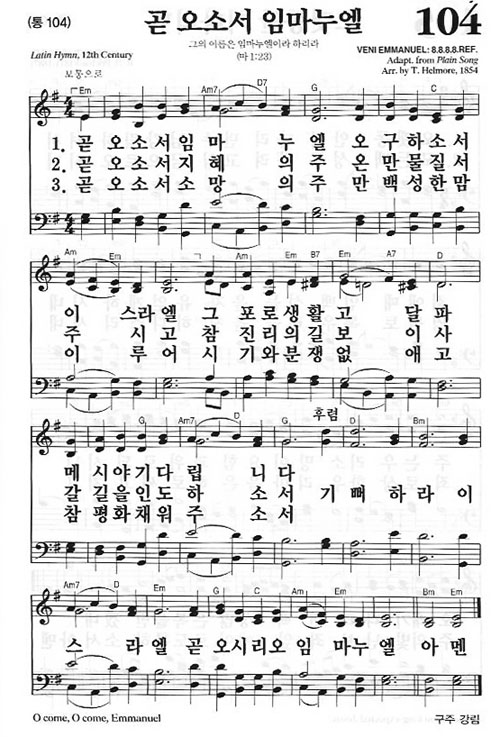 (통 104)
곧 오소서 임마누엘
104
그의 이름은 임마누엘이라 하리라
(마 1:23)
Latin Hymn, 12th Century
VENI EMMANUEL: 8.8.8.8.REF.
Adapt. from Plain Song
Arr. by T. Helmore, 1854
보통으로
Em Am7 D7 G C
1. 곧 오소서임마 누 엘 오 구하소서
2. 곧 오소서지혜 의주 온만물질서
3. 곧 오소서소망 의주 만백성한맘
Am Em Am Em B7 Em A7 D
이 스라엘 그 포로생활고 달파
주 시고 참 진리의길보 이사
이 루어 시 기와분쟁없 애고
G Am7 D G 후렴 Em D Bm
메시야기다립 니다
갈 길을인도하 소서 기 뻐 하 라 이
참 평화채워주 소서
Am7 D Em G D Em Am Em
스 라엘 곧 오시리오임 마누엘 아멘
O come, O come, Emmanuel
구주 강림